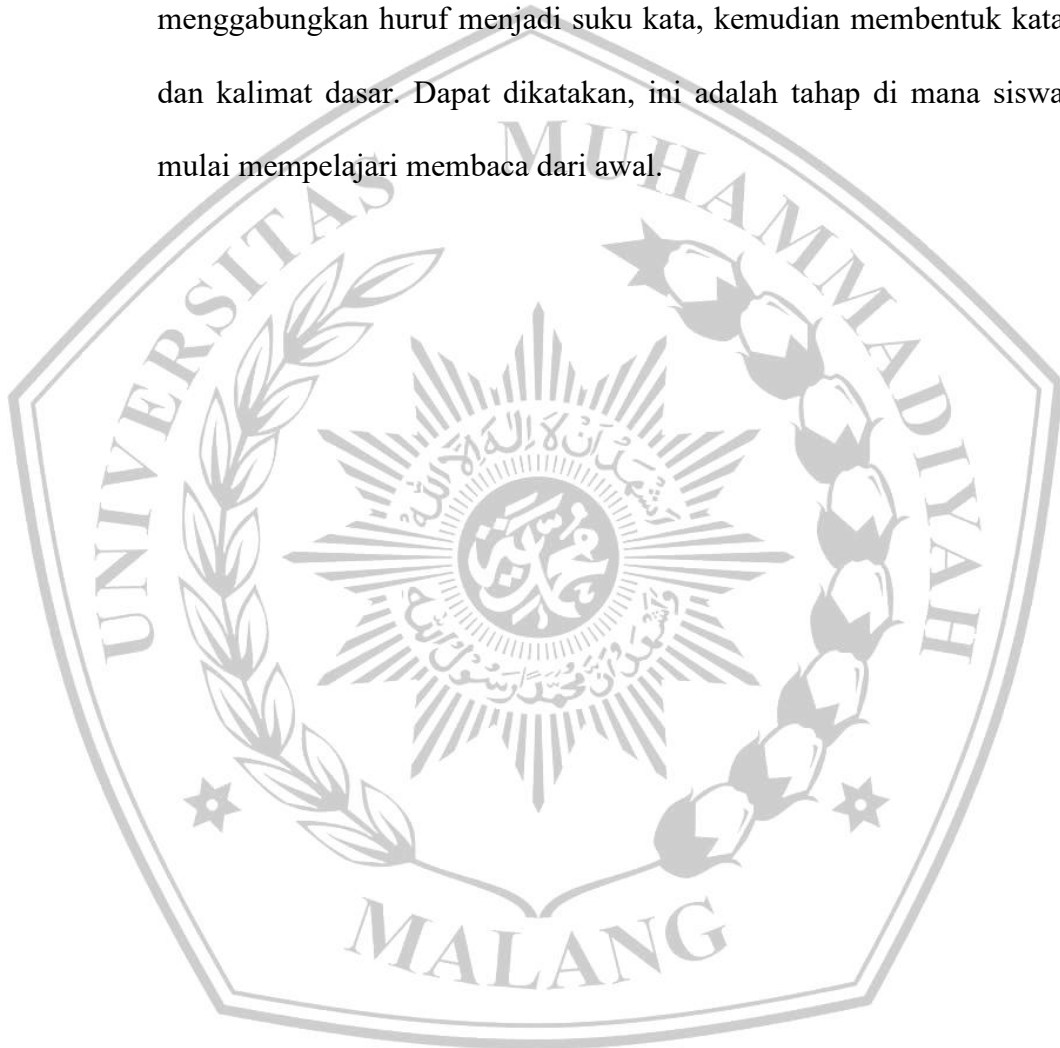 menggabungkan huruf menjadi suku kata, kemudian membentuk kata
dan kalimat dasar. Dapat dikatakan, ini adalah tahap di mana siswa
mulai mempelajari membaca dari awal.
UNIVERSITAS MUHAMMADIYAH
MALANG